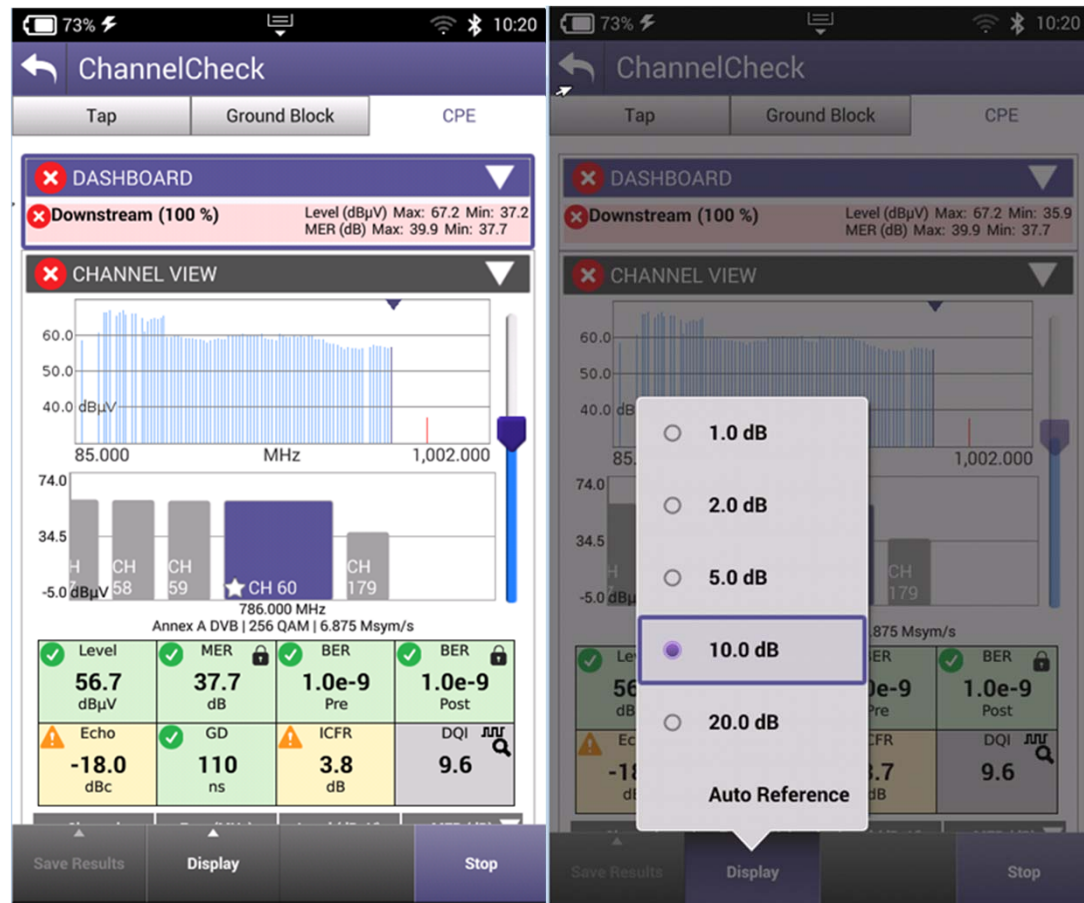 73%
10:20
ChannelCheck
Tap Ground Block CPE
DASHBOARD
Downstream (100 %) Level (dBµV) Max: 67.2 Min: 37.2
MER (dB) Max: 39.9 Min: 37.7
CHANNEL VIEW
60.0
50.0
40.0 dBµV
85.000 MHz 1,002.000
74.0
34.5
-5.0 dBµV
CH 58
CH 59
CH 60
CH 179
786.000 MHz
Annex A DVB | 256 QAM | 6.875 Msym/s
Level MER BER BER
56.7 37.7 1.0e-9 1.0e-9
dBµV dB Pre Post
Echo GD ICFR DQI
-18.0 110 3.8 9.6
dBc ns dB
Save Results Display Stop
73%
10:20
ChannelCheck
Tap Ground Block CPE
DASHBOARD
Downstream (100 %) Level (dBµV) Max: 67.2 Min: 35.9
MER (dB) Max: 39.9 Min: 37.7
CHANNEL VIEW
60.0
50.0
40.0
1,002.000
74.0
34.5
-5.0
CH
179
1.0 dB
2.0 dB
5.0 dB
10.0 dB
20.0 dB
Auto Reference
.875 Msym/s
BER
1.0e-9
Post
DQI
9.6
Save Results Display Stop